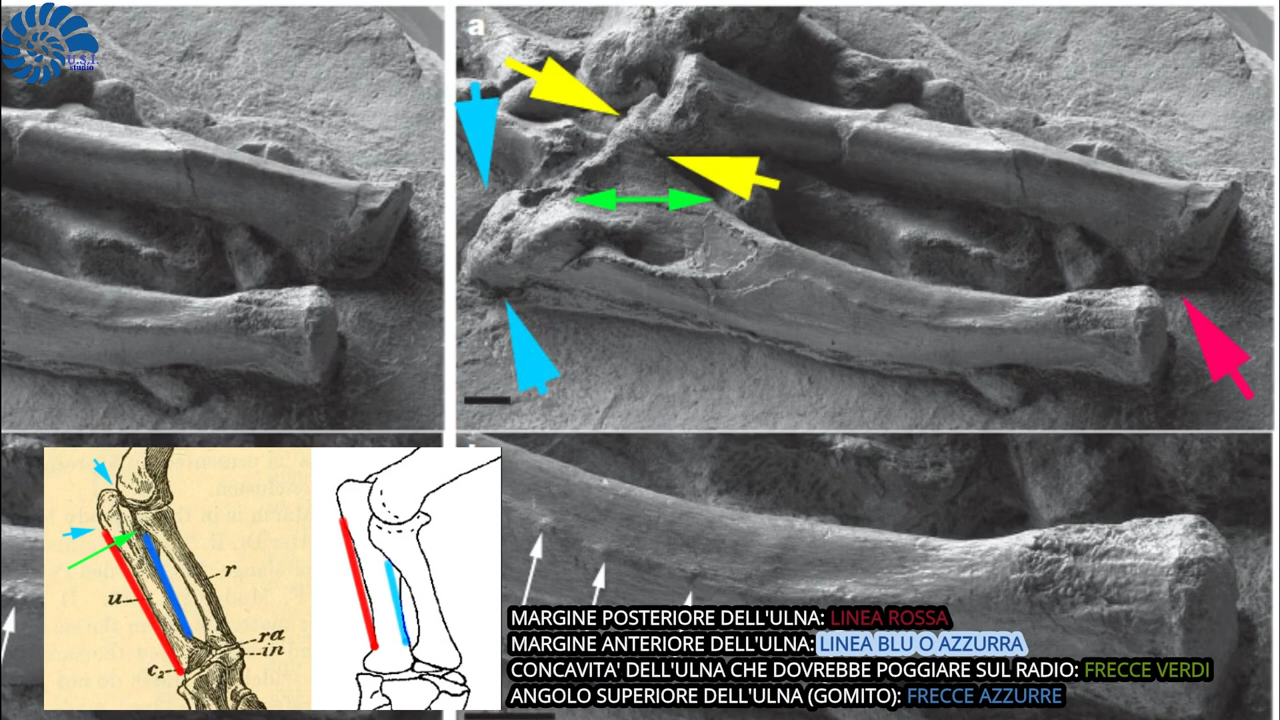 U.S.I.
studio
a
r
u
ra
in
c₂
MARGINE POSTERIORE DELL'ULNA: LINEA ROSSA
MARGINE ANTERIORE DELL'ULNA: LINEA BLU O AZZURRA
CONCAVITA' DELL'ULNA CHE DOVREBBE POGGIARE SUL RADIO: FRECCE VERDI
ANGOLO SUPERIORE DELL'ULNA (GOMITO): FRECCE AZZURRE